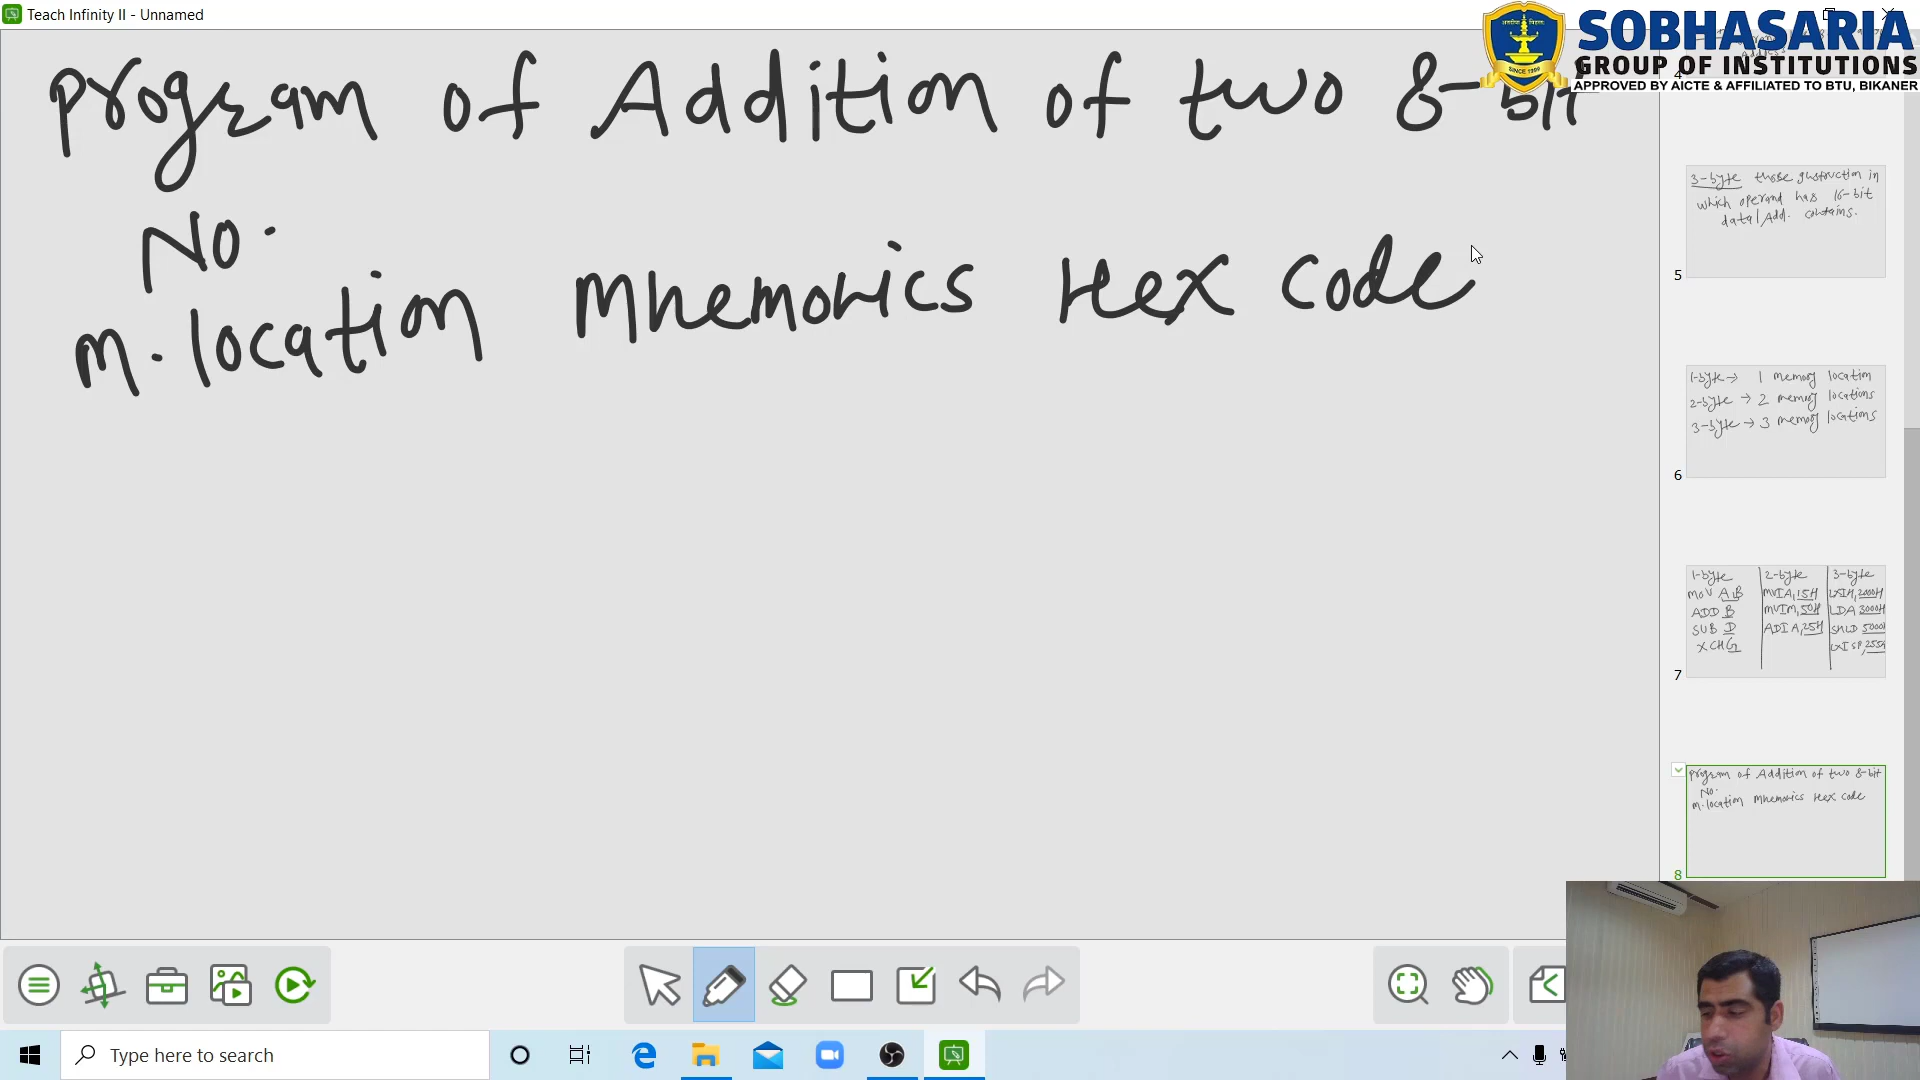 Teach Infinity II - Unnamed
SOBHASARIA
GROUP OF INSTITUTIONS
APPROVED BY AICTE & AFFILIATED TO BTU, BIKANER
SINCE 1999
Program of Addition of two 8-bit
No.
M. location Mnemonics Hex code
4
3-byte those Instruction in
which operand has 16-bit
data/Add. contains.
5
1-byte → 1 memory location
2-byte → 2 memory locations
3-byte → 3 memory locations
6
1-byte 2-byte 3-byte
MOV A,B MVI A, 15H LXI H, 2000H
ADD B MVI M, 50H LDA 3000H
SUB D ADI A, 25H SHLD 5000H
XCHG LXI SP, 255H
7
Program of Addition of two 8-bit
No.
M. location Mnemonics Hex code
8
Type here to search